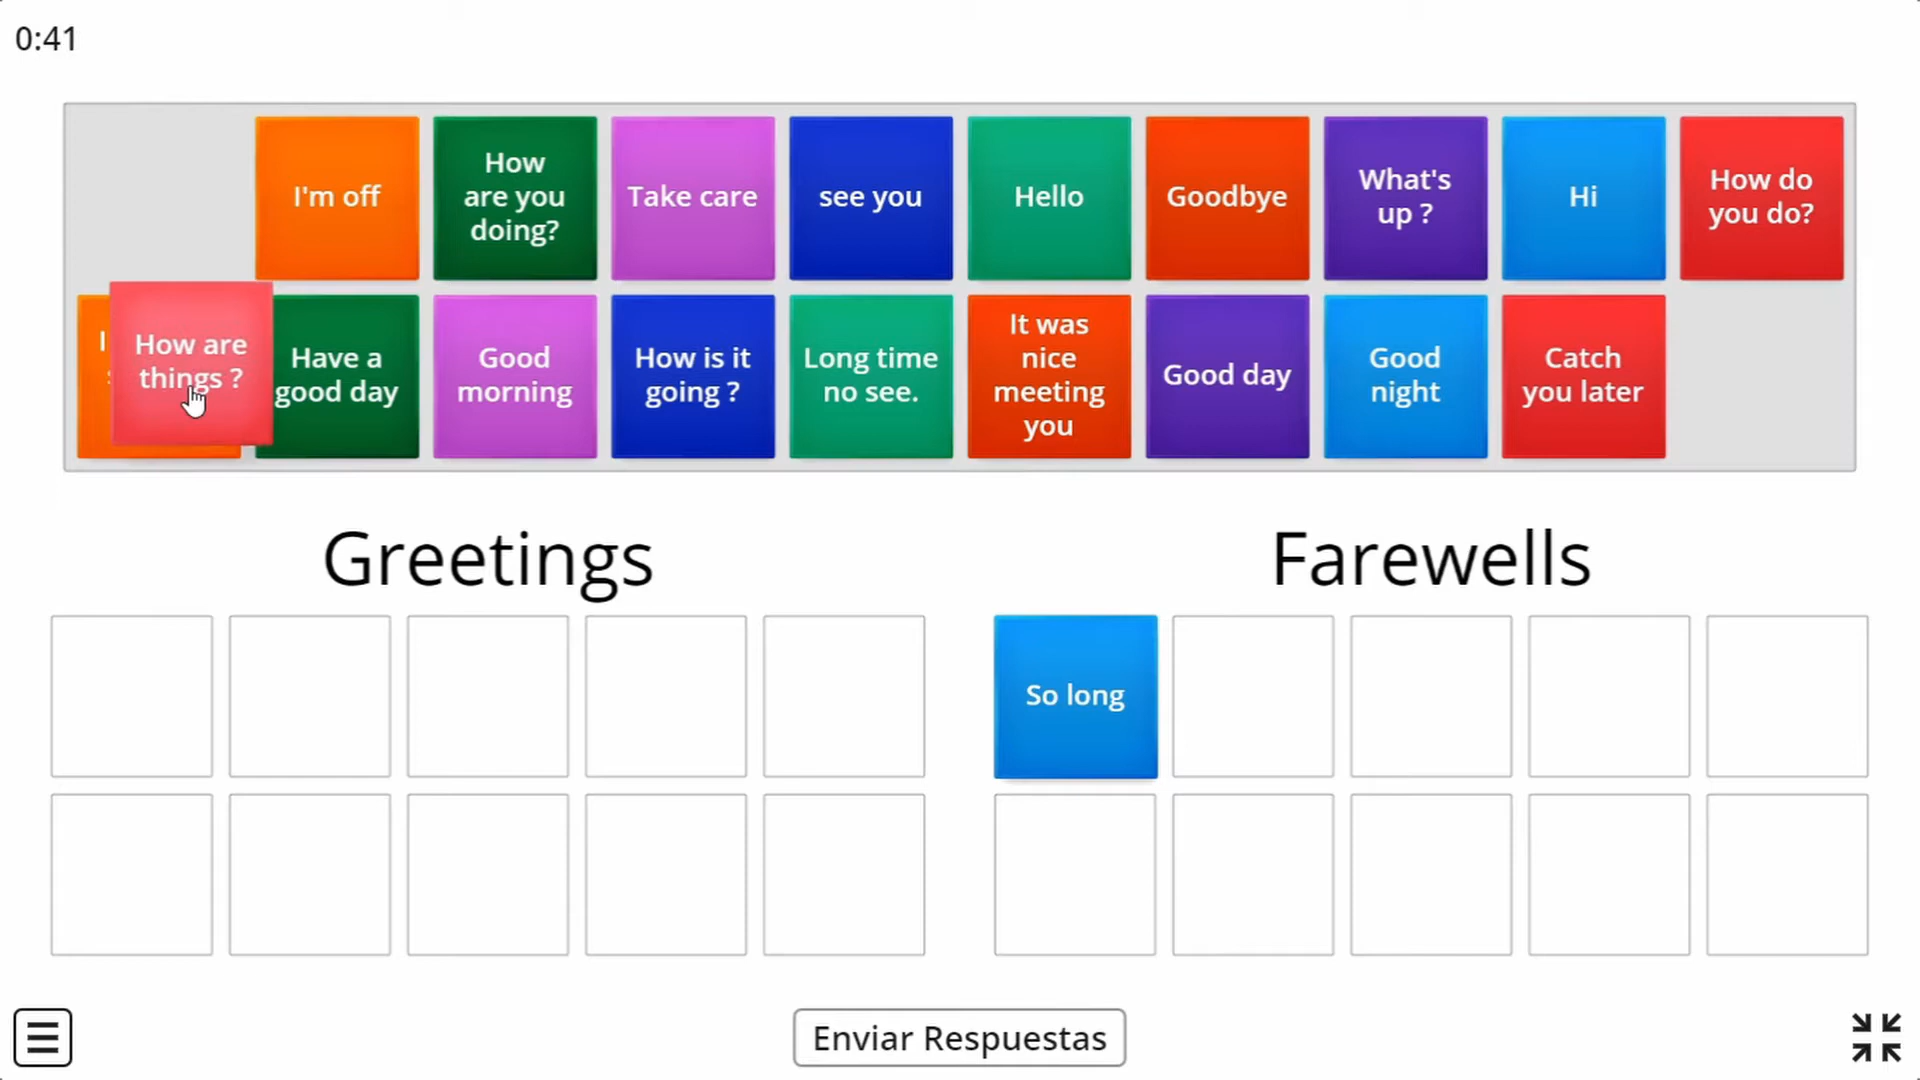 0:41
I'm off
How
are you
doing?
Take care
see you
Hello
Goodbye
What's
up ?
Hi
How do
you do?
How are
things ?
Have a
good day
Good
morning
How is it
going ?
Long time
no see.
It was
nice
meeting
you
Good day
Good
night
Catch
you later
Greetings
Farewells
So long
Enviar Respuestas